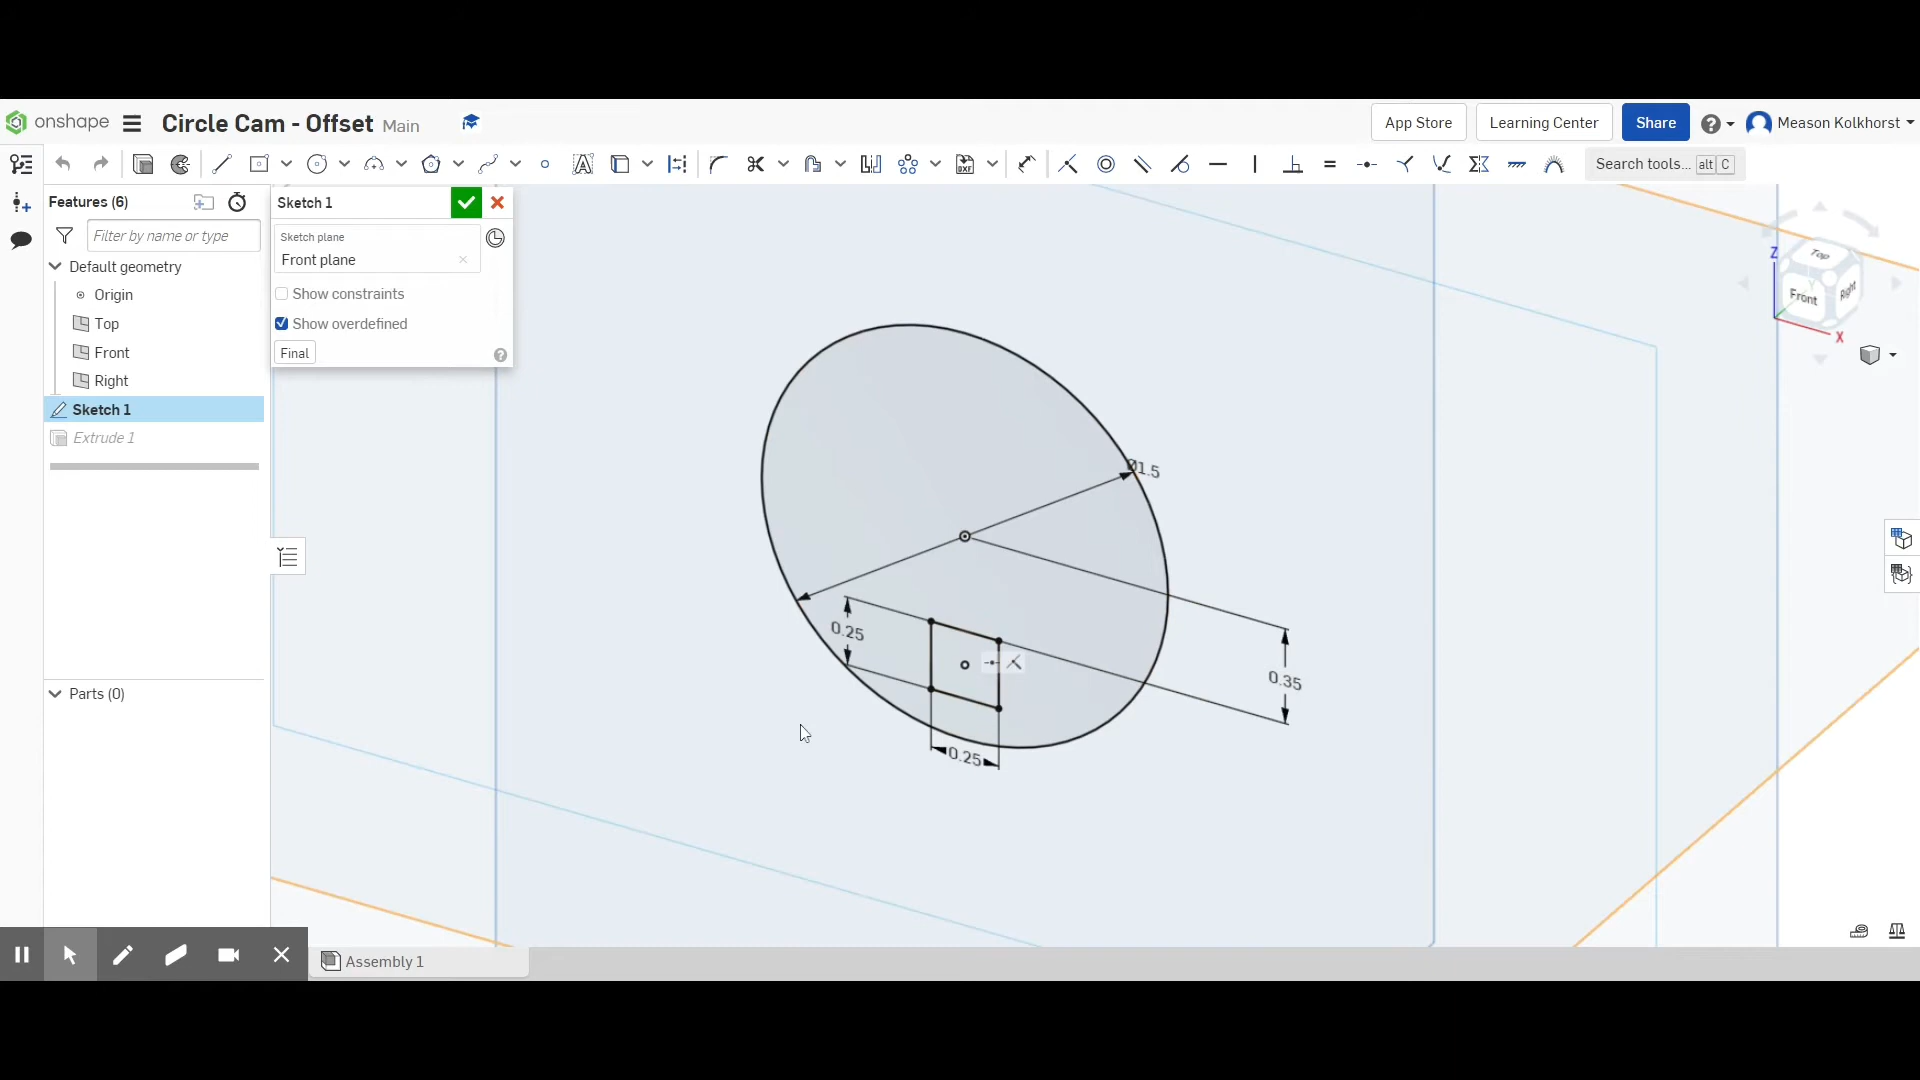 onshape
Circle Cam - Offset Main
App Store
Learning Center
Share
Meason Kolkhorst
DXF
Search tools... alt C
Features (6)
Filter by name or type
Default geometry
Origin
Top
Front
Right
Sketch 1
Extrude 1
Parts (0)
Sketch 1
Sketch plane
Front plane
Show constraints
Show overdefined
Final
Ø1.5
0.25
0.35
0.25
Z
Top
Front
Right
Y
X
Assembly 1